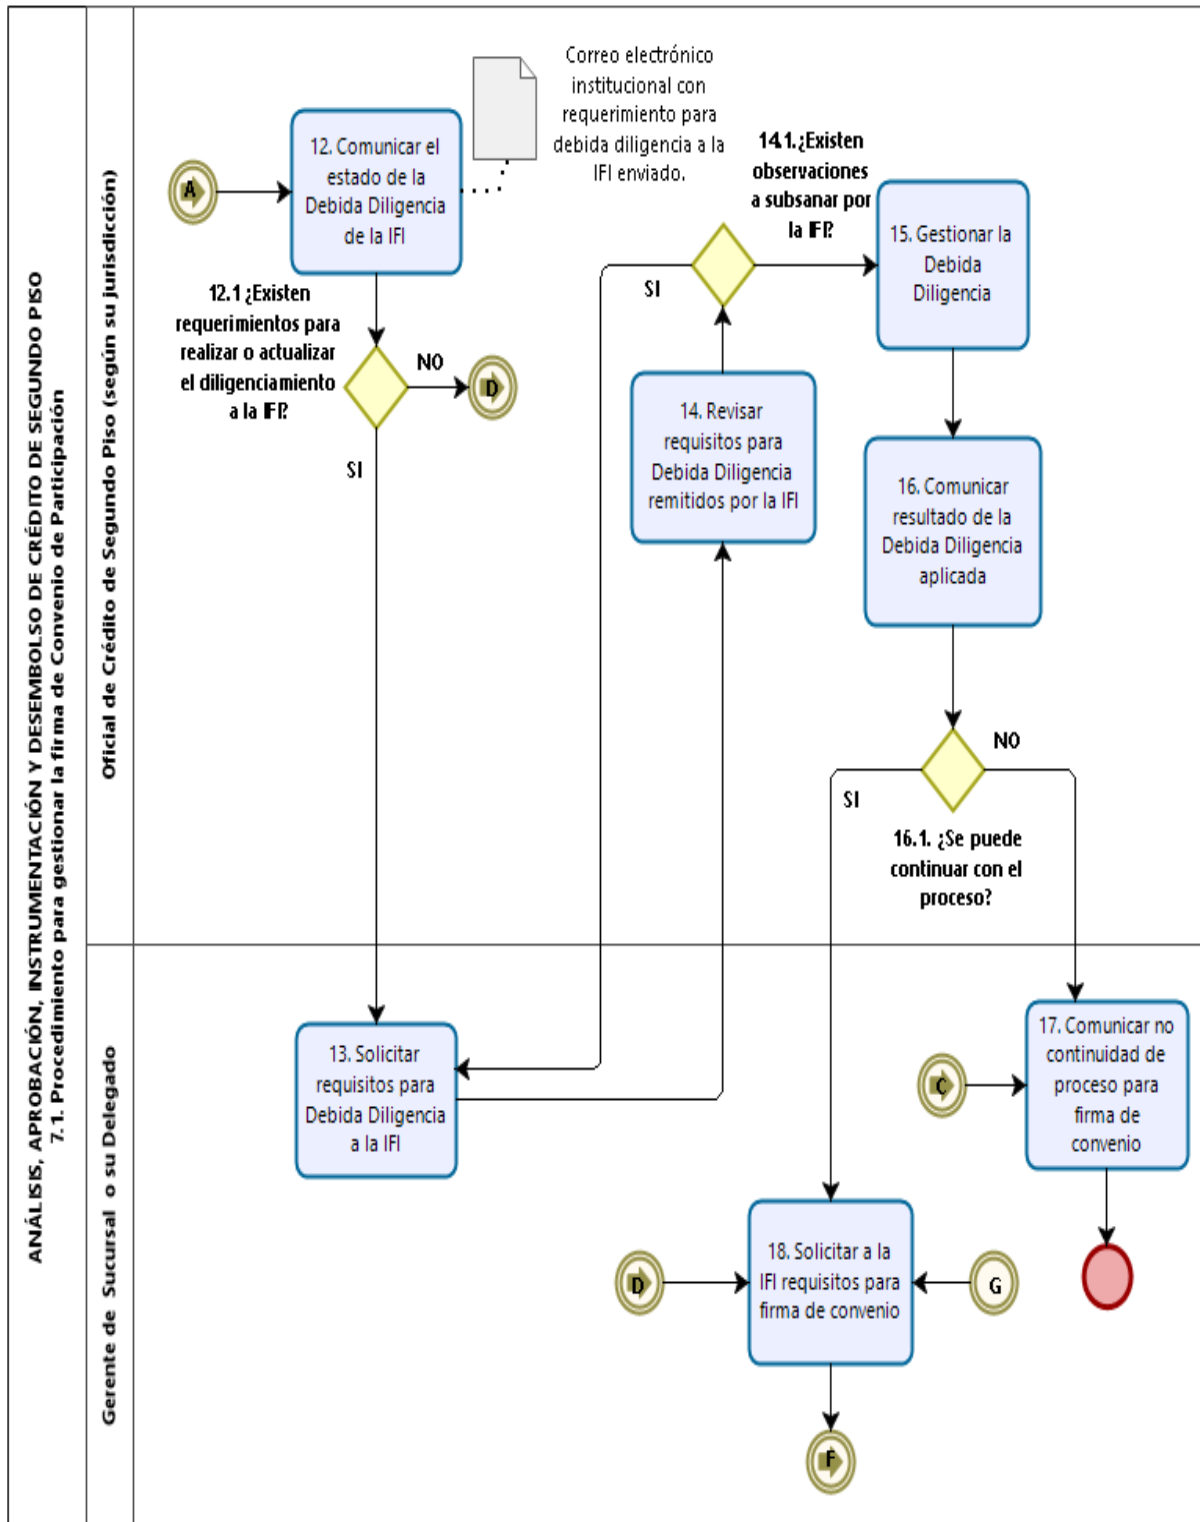 ANÁLISIS, APROBACIÓN, INSTRUMENTACIÓN Y DESEMBOLSO DE CRÉDITO DE SEGUNDO PISO
7.1. Procedimiento para gestionar la firma de Convenio de Participación
Oficial de Crédito de Segundo Piso (según su jurisdicción)
A
12. Comunicar el
estado de la
Debida Diligencia
de la IFI
Correo electrónico
institucional con
requerimiento para
debida diligencia a la
IFI enviado.
12.1 ¿Existen
requerimientos para
realizar o actualizar
el diligenciamiento
a la IFI?
NO
D
SI
14.1. ¿Existen
observaciones
a subsanar por
la IFI?
SI
14. Revisar
requisitos para
Debida Diligencia
remitidos por la IFI
15. Gestionar la
Debida
Diligencia
16. Comunicar
resultado de la
Debida Diligencia
aplicada
NO
SI
16.1. ¿Se puede
continuar con el
proceso?
Gerente de Sucursal o su Delegado
13. Solicitar
requisitos para
Debida Diligencia
a la IFI
C
17. Comunicar no
continuidad de
proceso para
firma de
convenio
D
18. Solicitar a la
IFI requisitos para
firma de convenio
G
F